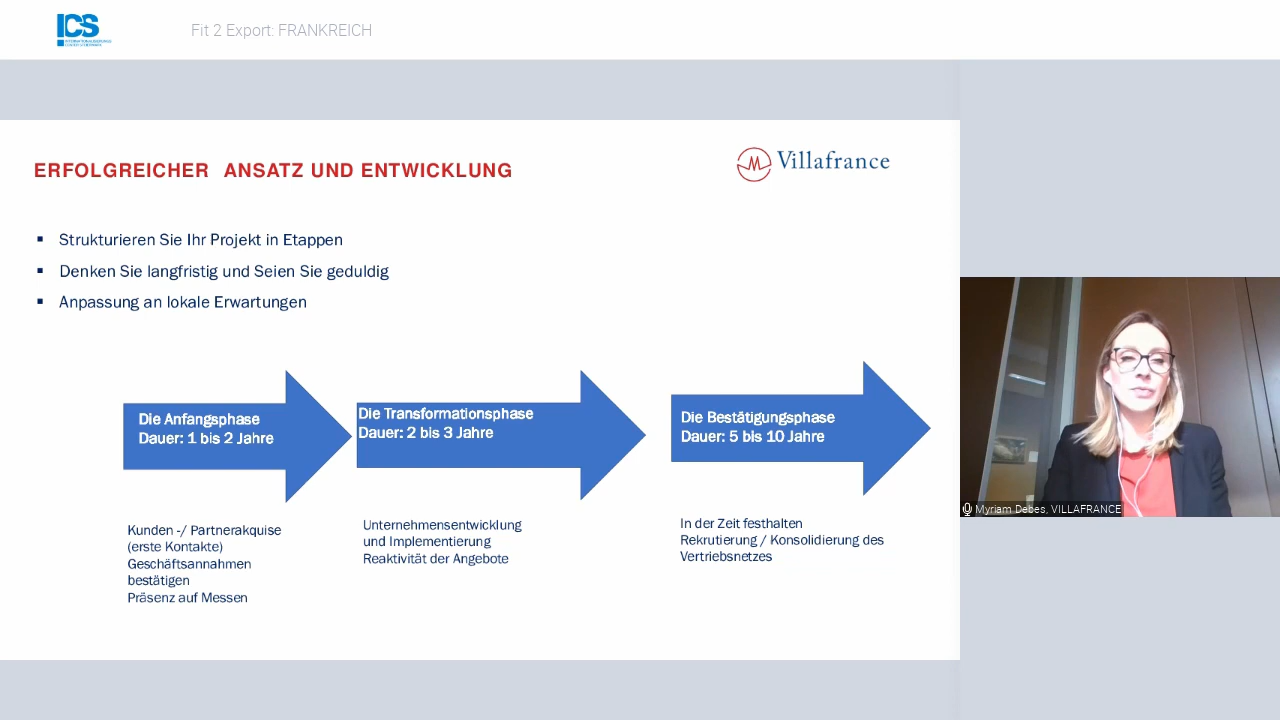 ICS
Fit 2 Export: FRANKREICH
ERFOLGREICHER ANSATZ UND ENTWICKLUNG
Villafrance
▪ Strukturieren Sie Ihr Projekt in Etappen
▪ Denken Sie langfristig und Seien Sie geduldig
▪ Anpassung an lokale Erwartungen
Die Anfangsphase
Dauer: 1 bis 2 Jahre
Die Transformationsphase
Dauer: 2 bis 3 Jahre
Die Bestätigungsphase
Dauer: 5 bis 10 Jahre
Kunden -/ Partnerakquise
(erste Kontakte)
Geschäftsannahmen
bestätigen
Präsenz auf Messen
Unternehmensentwicklung
und Implementierung
Reaktivität der Angebote
In der Zeit festhalten
Rekrutierung / Konsolidierung des
Vertriebsnetzes
Myriam Debes, VILLAFRANCE